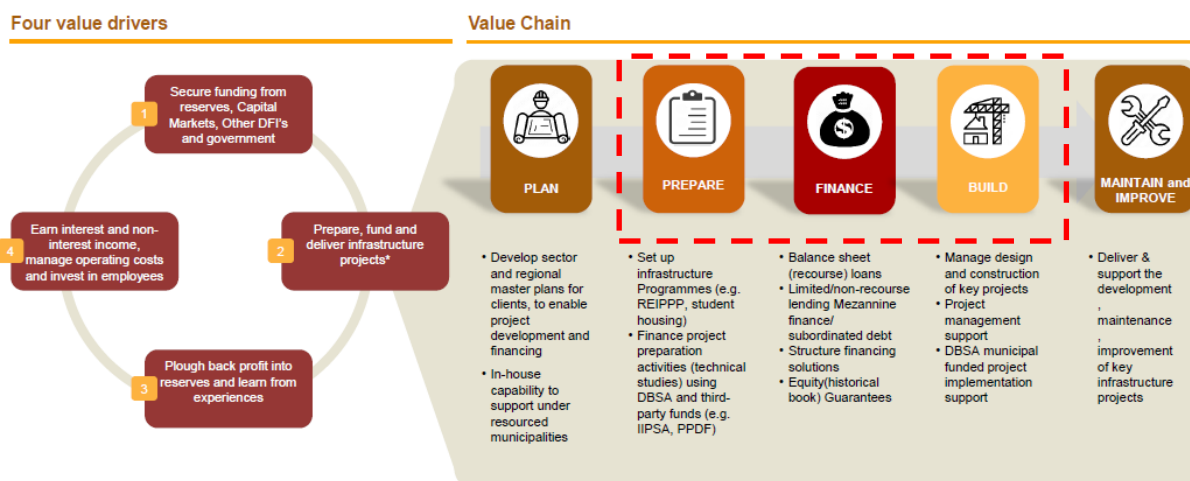 Four value drivers
1
Secure funding from
reserves, Capital
Markets, Other DFI's
and government
2
Prepare, fund and
deliver infrastructure
projects*
3
Plough back profit into
reserves and learn from
experiences
4
Earn interest and non-
interest income,
manage operating costs
and invest in employees
Value Chain
PLAN
• Develop sector
and regional
master plans for
clients, to enable
project
development and
financing
• In-house
capability to
support under
resourced
municipalities
PREPARE
• Set up
infrastructure
Programmes (e.g.
REIPPP, student
housing)
• Finance project
preparation
activities (technical
studies) using
DBSA and third-
party funds (e.g.
IIPSA, PPDF)
$
FINANCE
• Balance sheet
(recourse) loans
• Limited/non-recourse
lending Mezannine
finance/
subordinated debt
• Structure financing
solutions
• Equity(historical
book) Guarantees
BUILD
• Manage design
and construction
of key projects
• Project
management
support
• DBSA municipal
funded project
implementation
support
MAINTAIN and
IMPROVE
• Deliver &
support the
development
,
maintenance
,
improvement
of key
infrastructure
projects